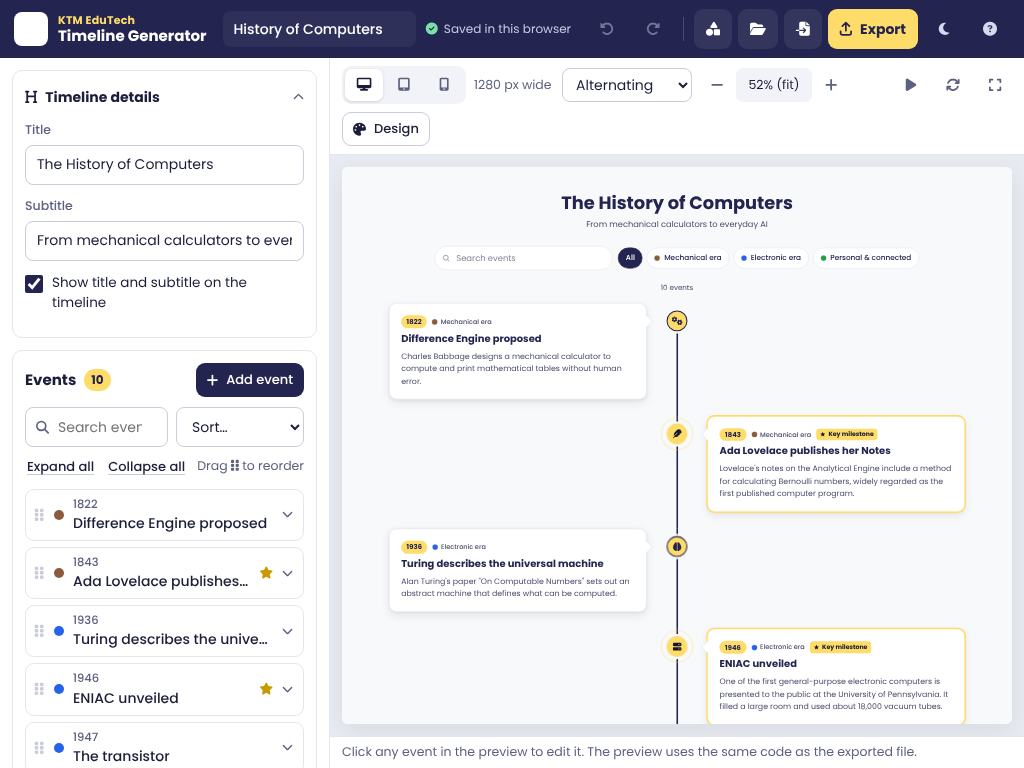 KTM EduTech
Timeline Generator
History of Computers
Saved in this browser
Export
Timeline details
Title
The History of Computers
Subtitle
From mechanical calculators to ever
Show title and subtitle on the
timeline
Events 10
Add event
Search ever
Sort...
Expand all Collapse all Drag to reorder
1822
Difference Engine proposed
1843
Ada Lovelace publishes...
1936
Turing describes the unive...
1946
ENIAC unveiled
1947
The transistor
1280 px wide
Alternating
52% (fit)
Design
The History of Computers
From mechanical calculators to everyday AI
Search events
All
Mechanical era
Electronic era
Personal & connected
10 events
1822 Mechanical era
Difference Engine proposed
Charles Babbage designs a mechanical calculator to
compute and print mathematical tables without human
error.
1843 Mechanical era Key milestone
Ada Lovelace publishes her Notes
Lovelace's notes on the Analytical Engine include a method
for calculating Bernoulli numbers, widely regarded as the
first published computer program.
1936 Electronic era
Turing describes the universal machine
Alan Turing's paper "On Computable Numbers" sets out an
abstract machine that defines what can be computed.
1946 Electronic era Key milestone
ENIAC unveiled
One of the first general-purpose electronic computers is
presented to the public at the University of Pennsylvania. It
filled a large room and used about 18,000 vacuum tubes.
Click any event in the preview to edit it. The preview uses the same code as the exported file.